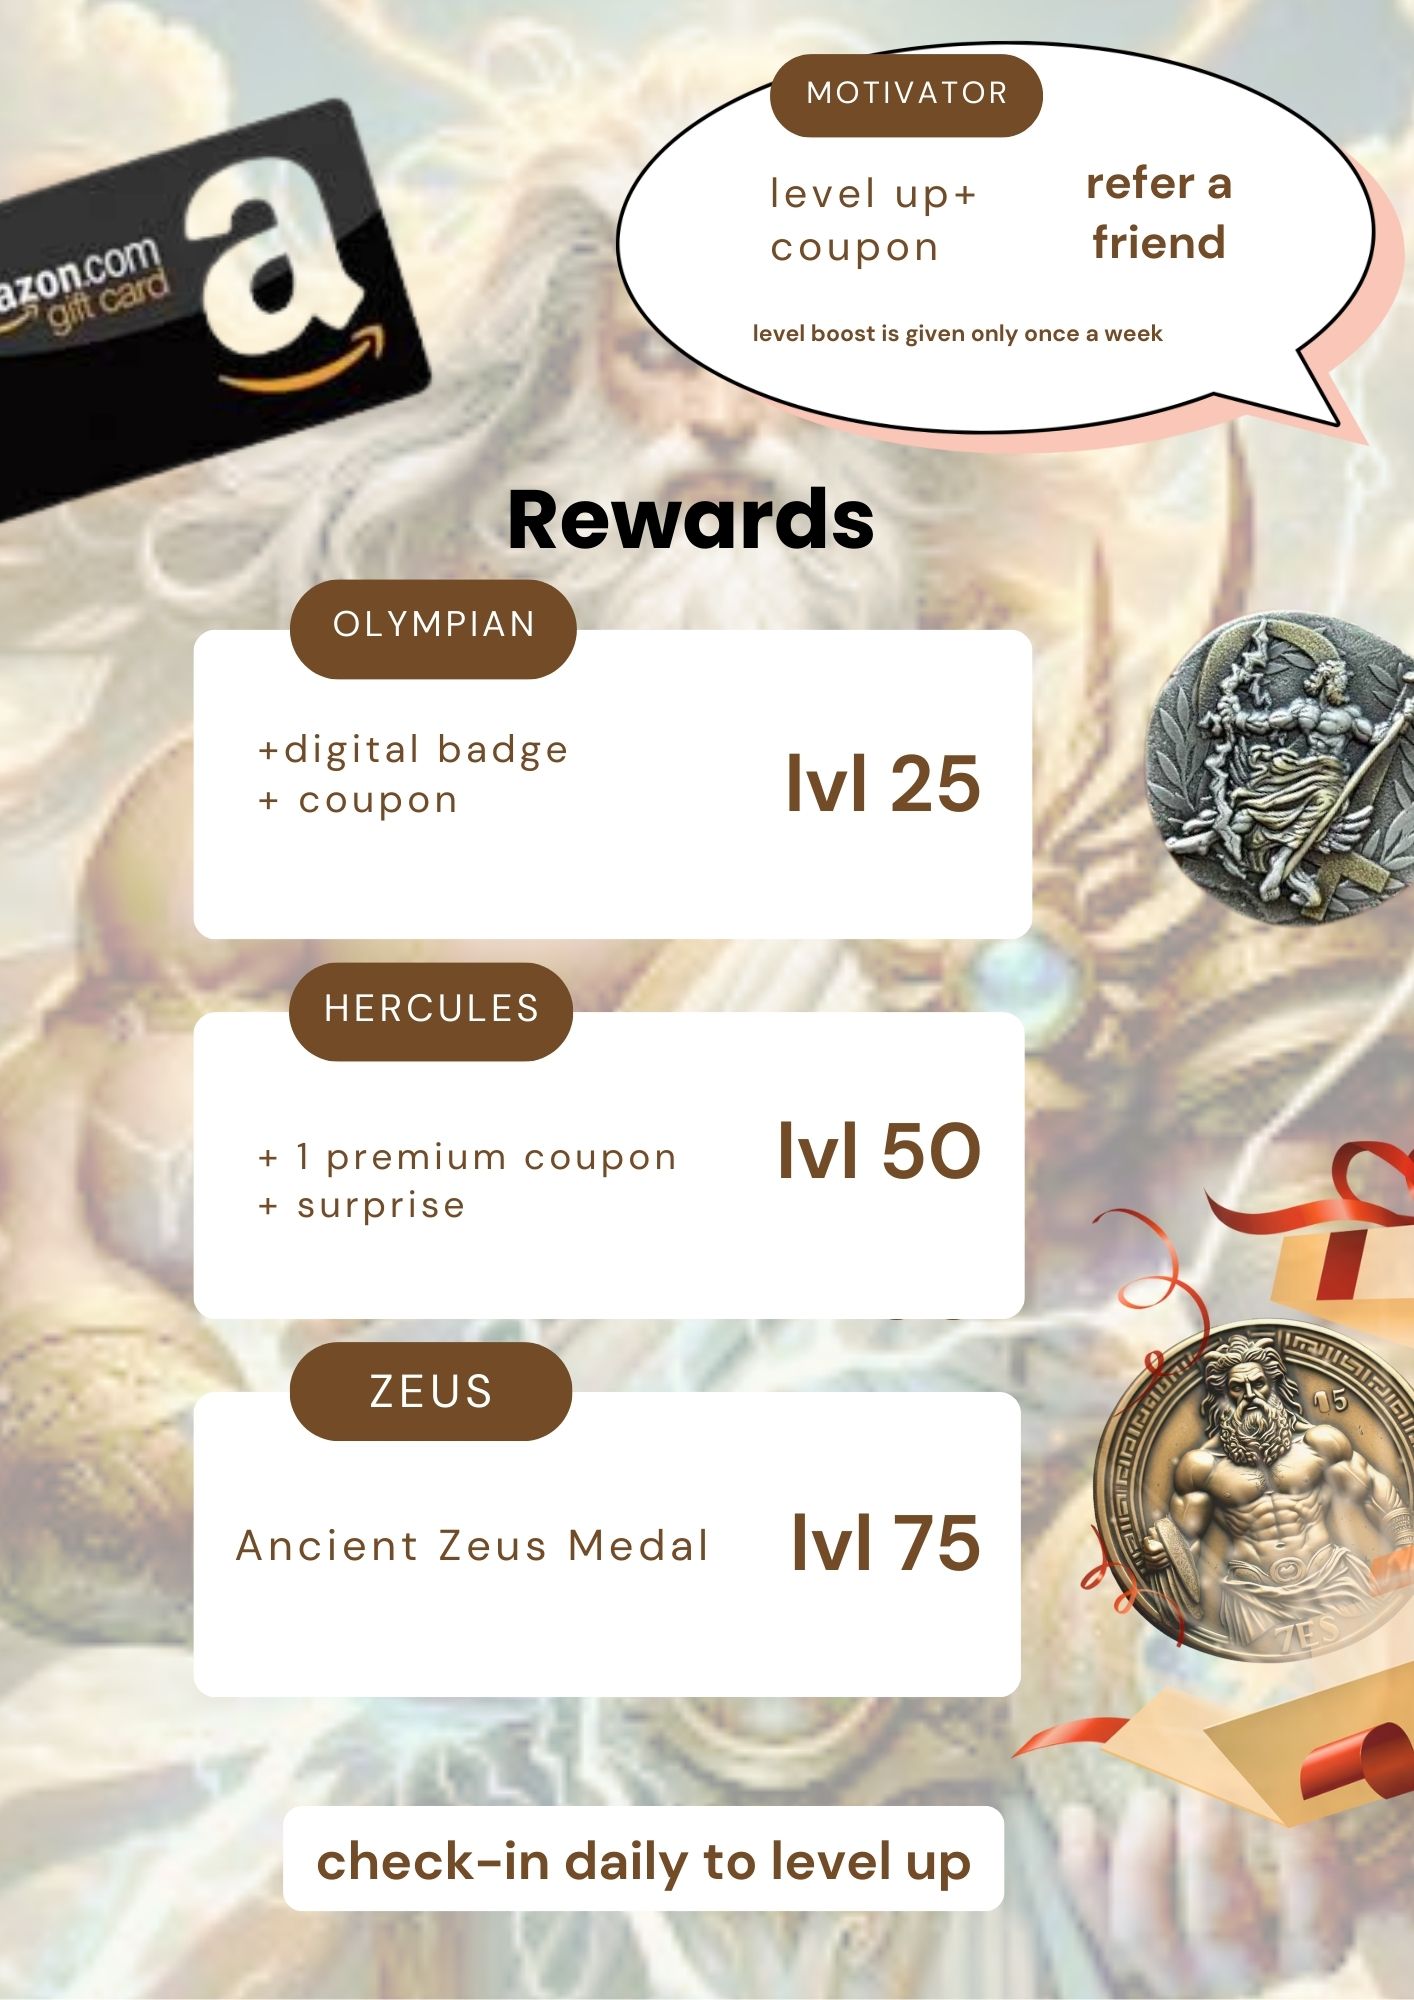 MOTIVATOR
level up+
coupon
refer a
friend
level boost is given only once a week
azon.com
gift card
a
Rewards
OLYMPIAN
+digital badge
+ coupon
lvl 25
HERCULES
+ 1 premium coupon
+ surprise
lvl 50
ZEUS
Ancient Zeus Medal
lvl 75
15
7ES
check-in daily to level up